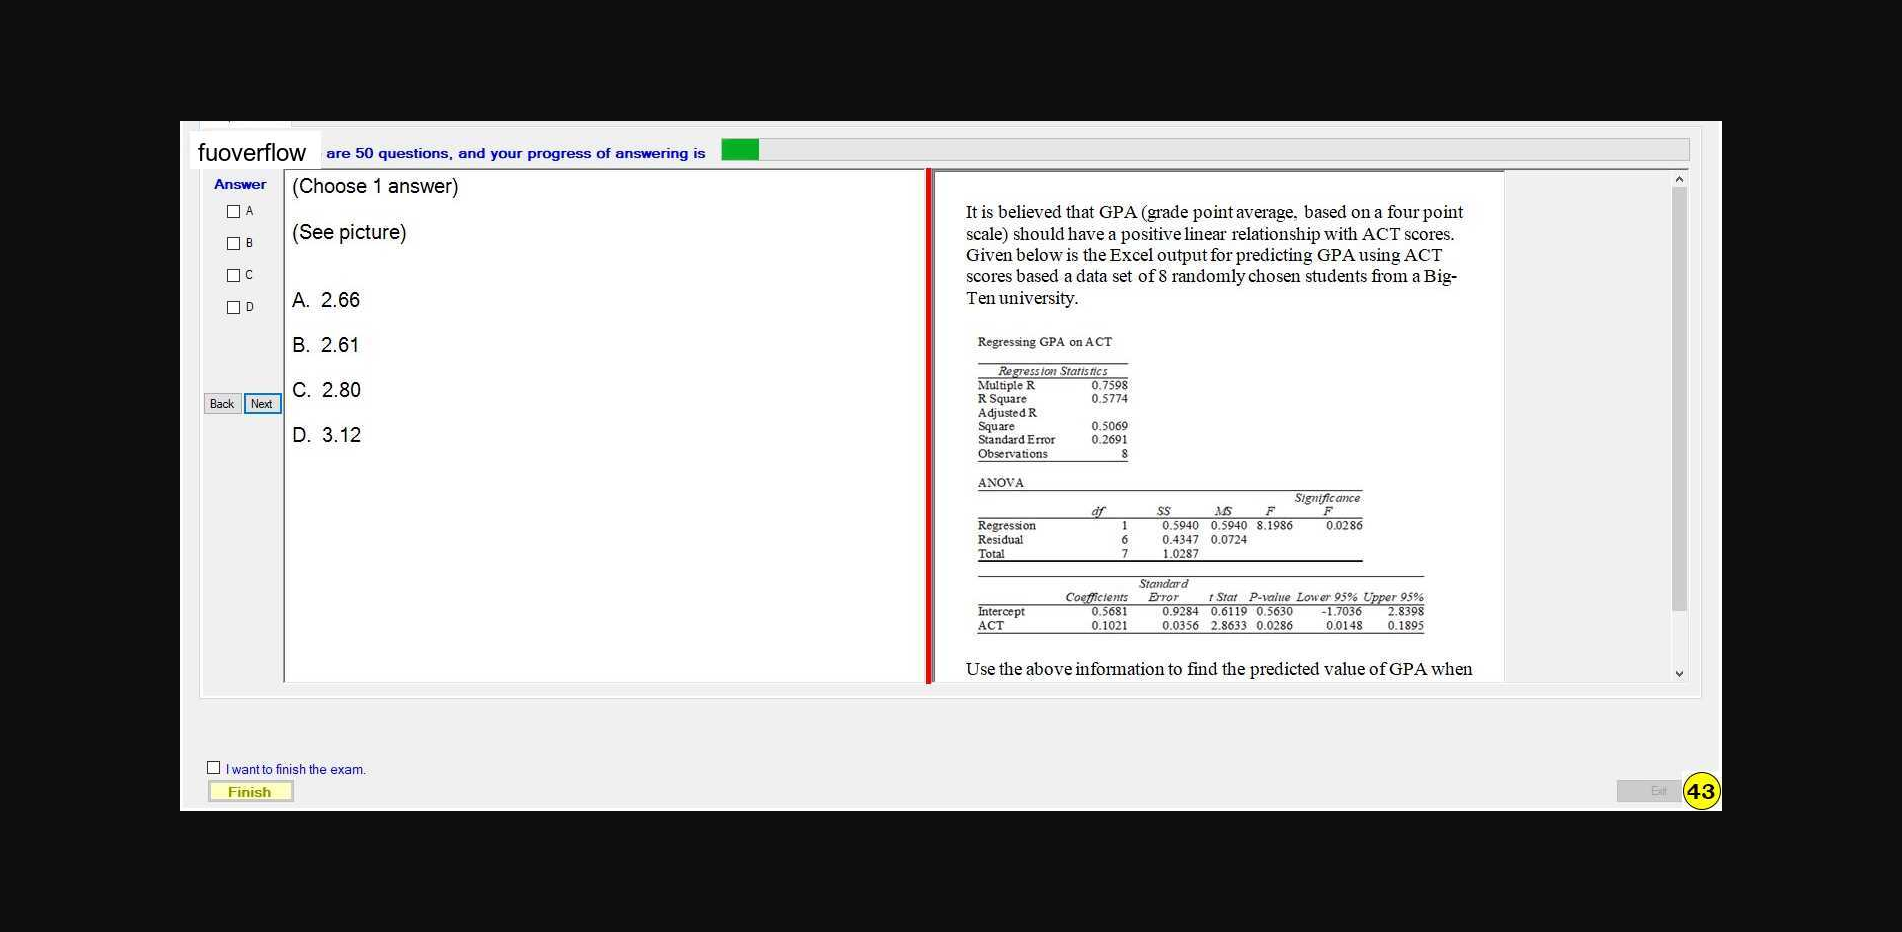 fuoverflow are 50 questions, and your progress of answering is
Answer
A
B
C
D
Back Next
(Choose 1 answer)
(See picture)
A. 2.66
B. 2.61
C. 2.80
D. 3.12
It is believed that GPA (grade point average, based on a four point
scale) should have a positive linear relationship with ACT scores.
Given below is the Excel output for predicting GPA using ACT
scores based a data set of 8 randomly chosen students from a Big-
Ten university.
Regressing GPA on ACT
Regression Statistics
Multiple R 0.7598
R Square 0.5774
Adjusted R
Square 0.5069
Standard Error 0.2691
Observations 8
ANOVA
Significance
df SS MS F F
Regression 1 0.5940 0.5940 8.1986 0.0286
Residual 6 0.4347 0.0724
Total 7 1.0287
Standard
Coefficients Error t Stat P-value Lower 95% Upper 95%
Intercept 0.5681 0.9284 0.6119 0.5630 -1.7036 2.8398
ACT 0.1021 0.0356 2.8633 0.0286 0.0148 0.1895
Use the above information to find the predicted value of GPA when
I want to finish the exam.
Finish
Exit
43